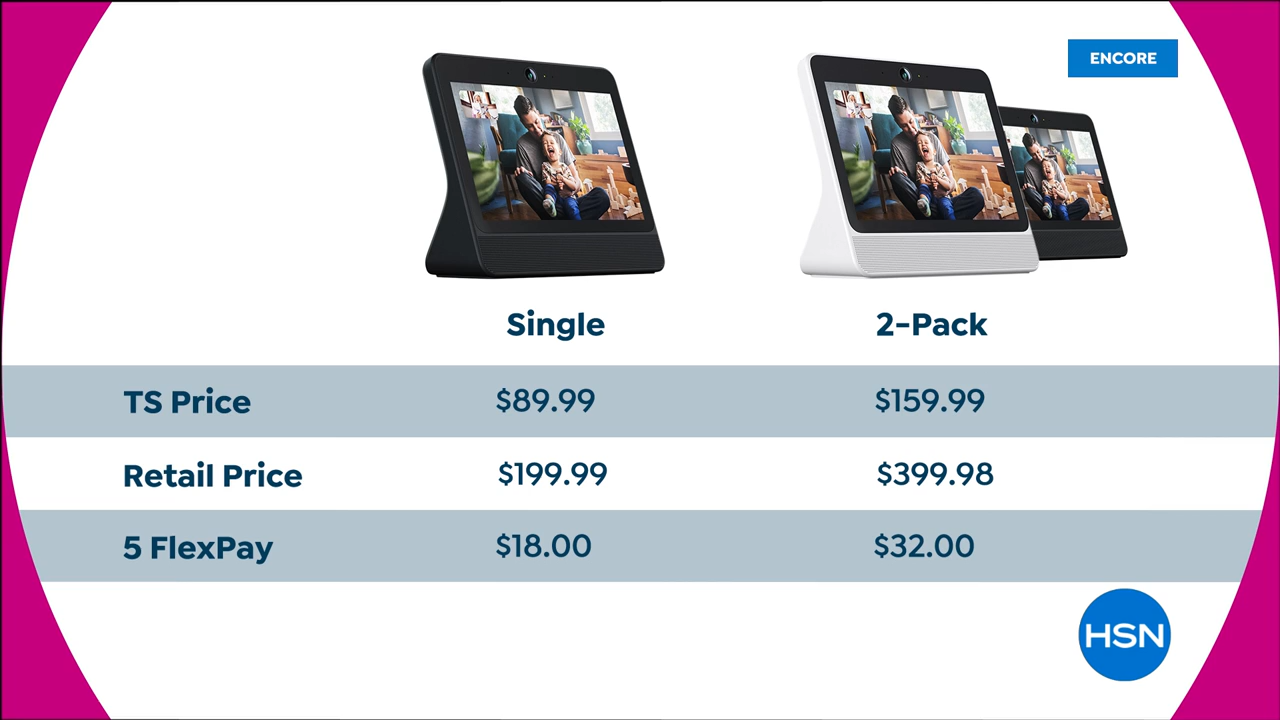 ENCORE
Single 2-Pack
TS Price $89.99 $159.99
Retail Price $199.99 $399.98
5 FlexPay $18.00 $32.00
HSN